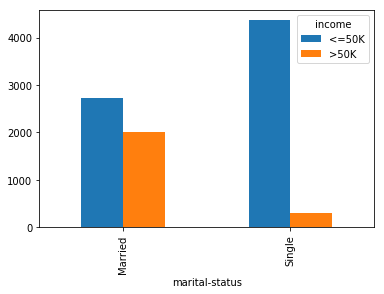 income
<=50K
>50K
4000
3000
2000
1000
0
Married
Single
marital-status